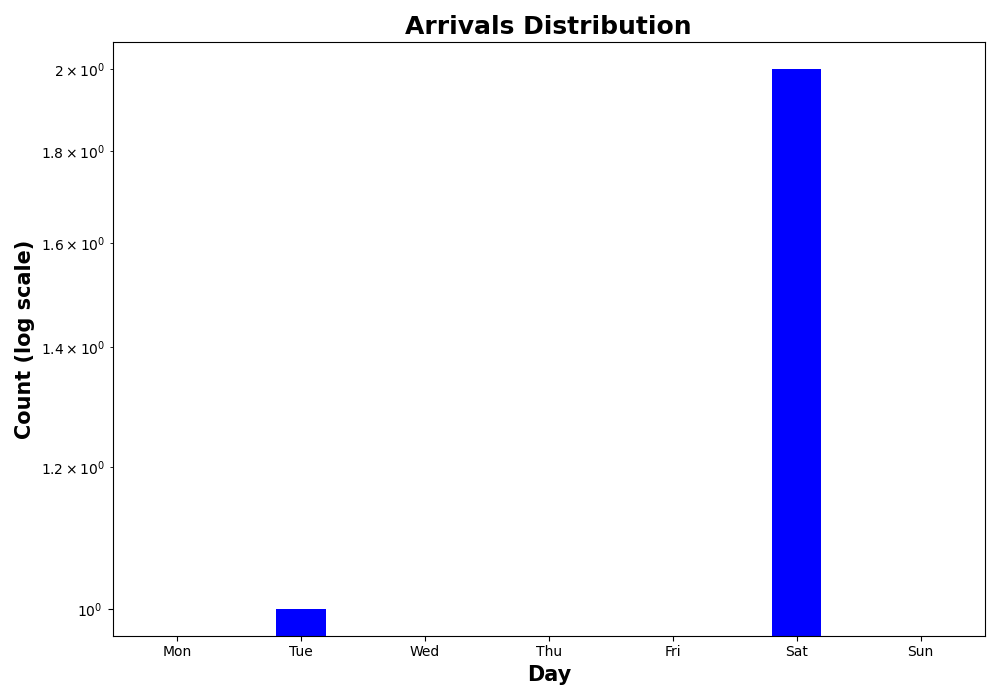 Arrivals Distribution
2 × 10⁰
1.8 × 10⁰
1.6 × 10⁰
1.4 × 10⁰
1.2 × 10⁰
10⁰
Count (log scale)
Mon Tue Wed Thu Fri Sat Sun
Day